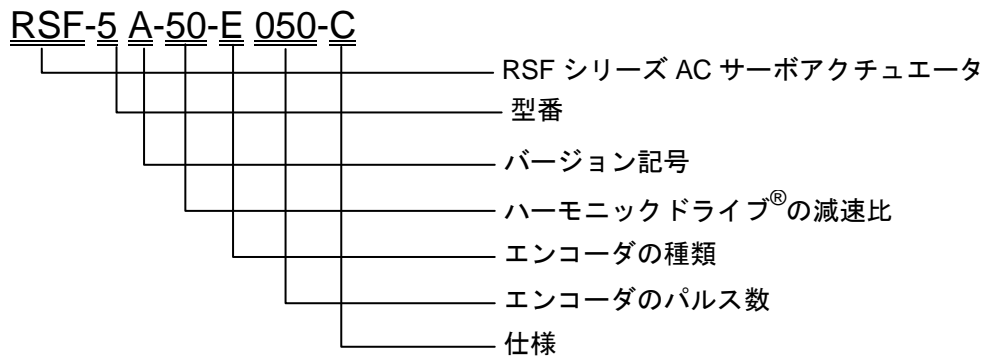 RSF-5 A-50-E 050-C
RSF シリーズ AC サーボアクチュエータ
型番
バージョン記号
ハーモニックドライブ®の減速比
エンコーダの種類
エンコーダのパルス数
仕様